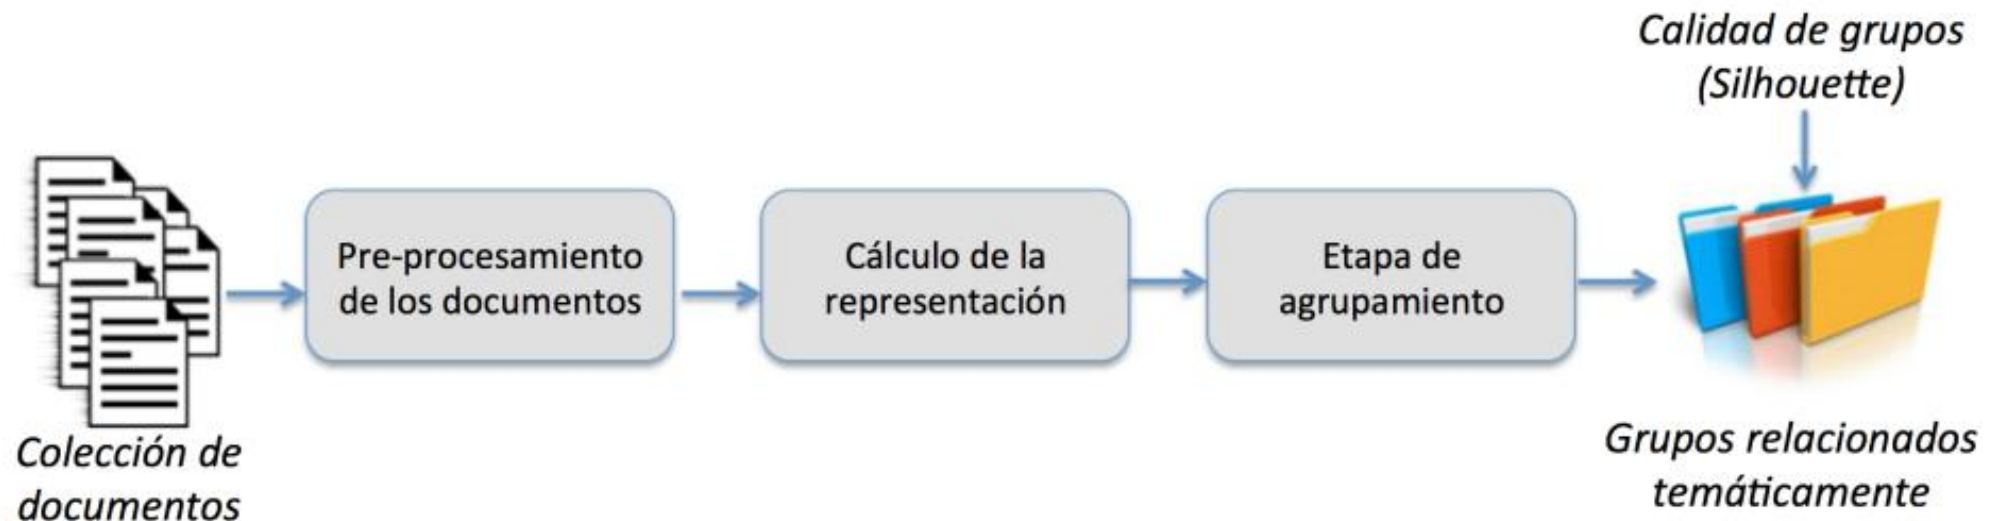 Colección de
documentos
Pre-procesamiento
de los documentos
Cálculo de la
representación
Etapa de
agrupamiento
Calidad de grupos
(Silhouette)
Grupos relacionados
temáticamente